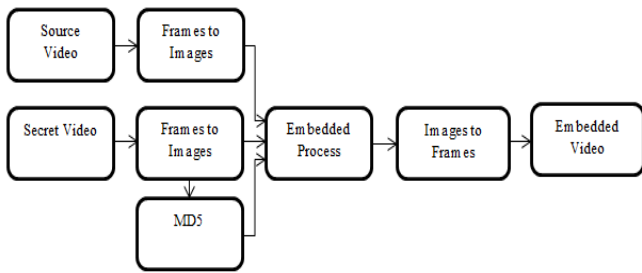 Source
Video
Frames to
Images
Secret Video
Frames to
Images
Embedded
Process
Images to
Frames
Embedded
Video
MD5